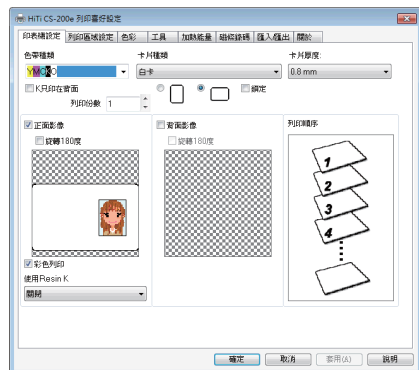 HiTi CS-200e 列印喜好設定
印表機設定 列印區域設定 色彩 工具 加熱能量 磁條錄碼 匯入/匯出 關於
色帶種類 卡片種類 卡片厚度:
YMCKO 白卡 0.8 mm
K只印在背面 鎖定
列印份數 1
正面影像 背面影像 列印順序
旋轉180度 旋轉180度
1
2
3
4
彩色列印
使用Resin K
關閉
確定 取消 套用(A) 說明